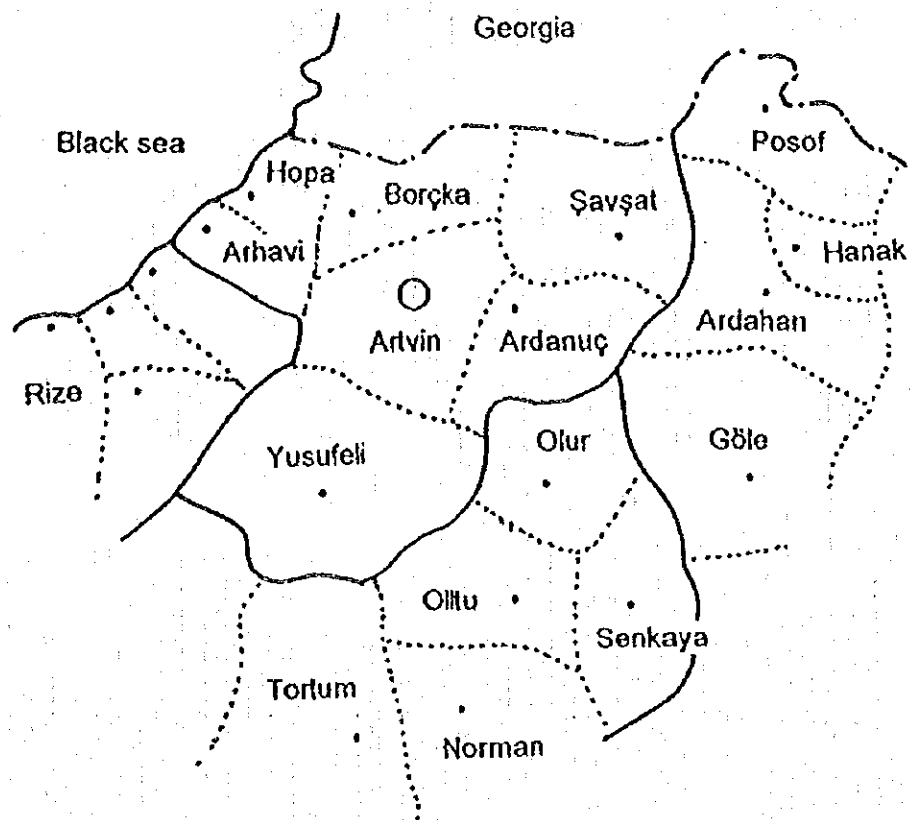 Georgia
Black sea
Posof
Hopa
Borçka
Şavşat
Arhavi
Hanak
Artvin
Ardanuç
Ardahan
Rize
Yusufeli
Olur
Göle
Olltu
Senkaya
Tortum
Norman